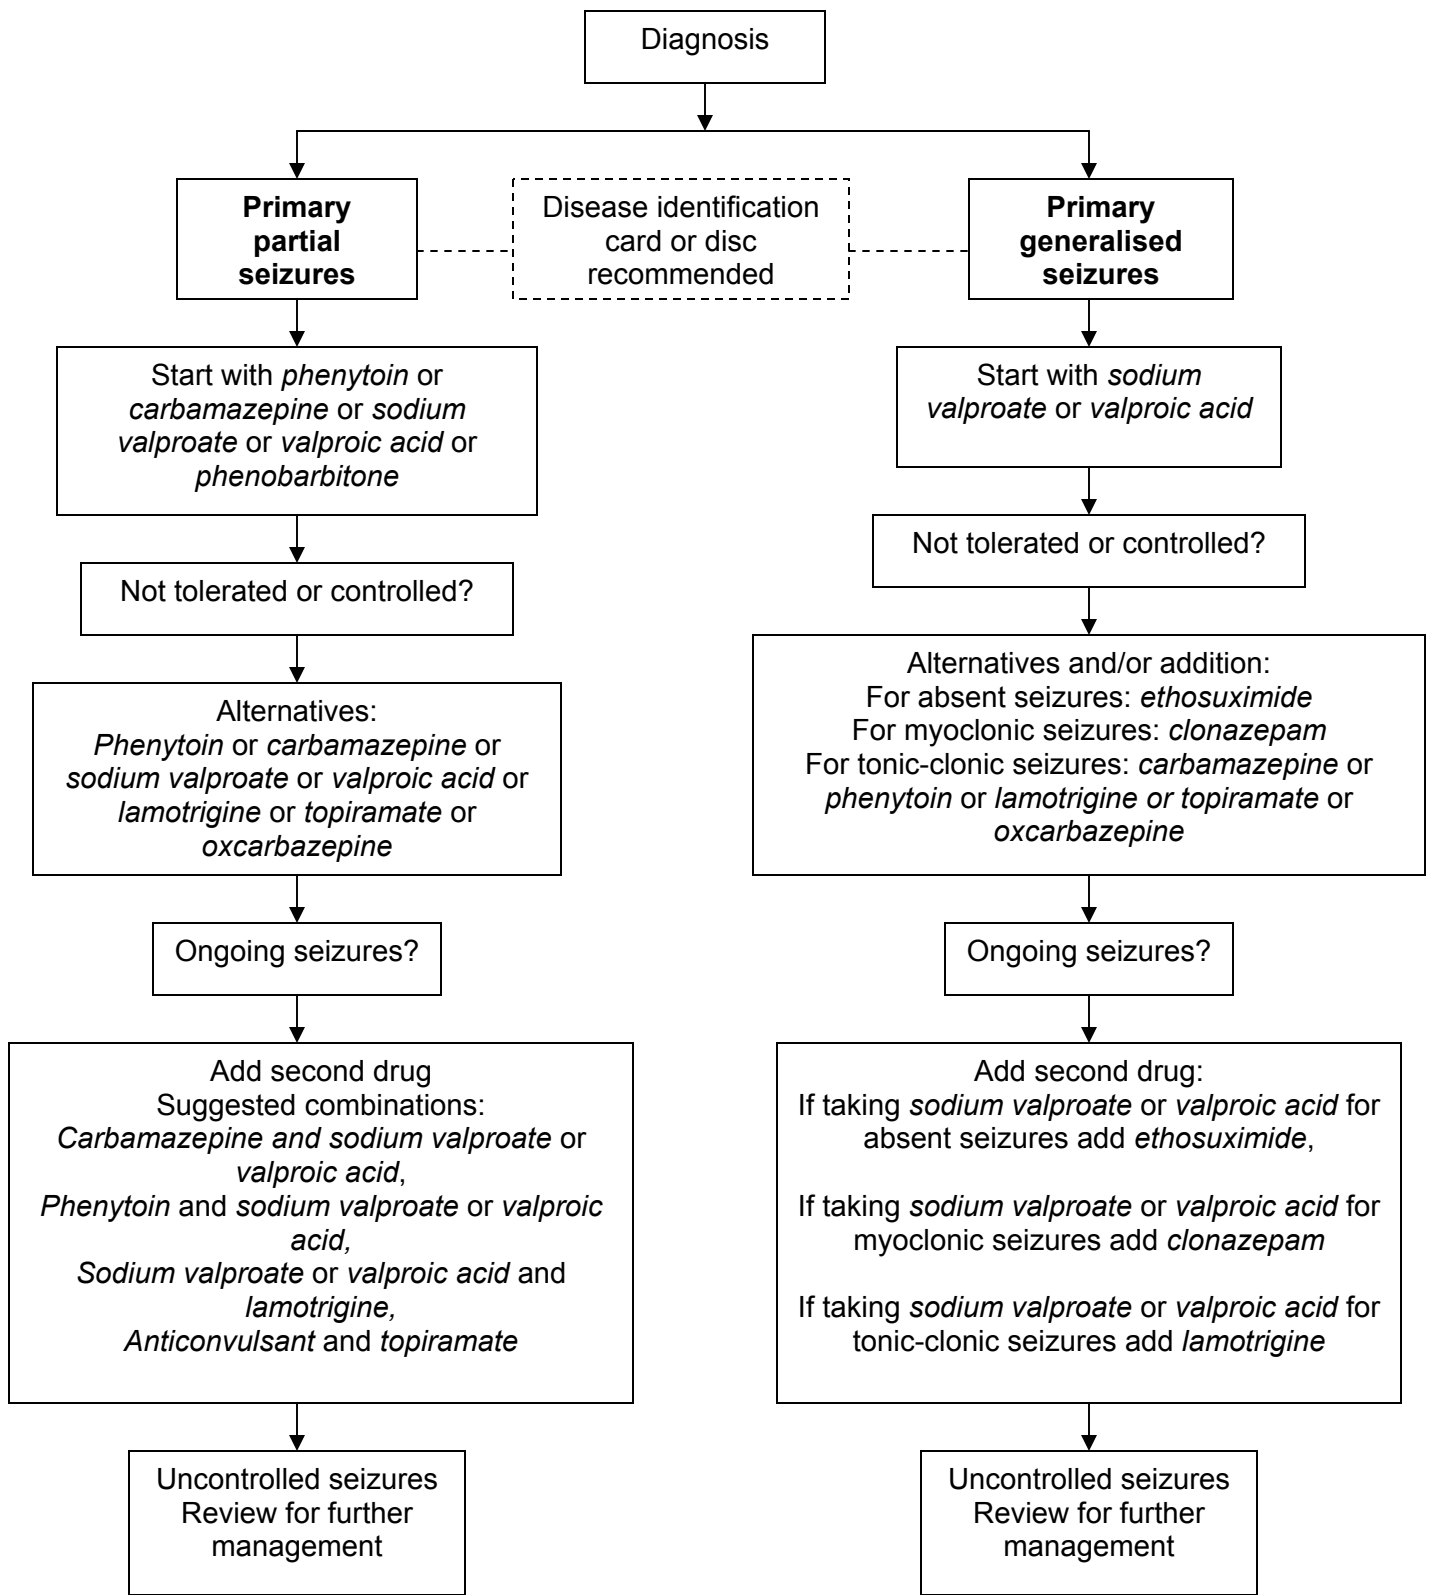 Diagnosis
Primary
partial
seizures
Disease identification
card or disc
recommended
Primary
generalised
seizures
Start with phenytoin or
carbamazepine or sodium
valproate or valproic acid or
phenobarbitone
Not tolerated or controlled?
Alternatives:
Phenytoin or carbamazepine or
sodium valproate or valproic acid or
lamotrigine or topiramate or
oxcarbazepine
Ongoing seizures?
Add second drug
Suggested combinations:
Carbamazepine and sodium valproate or
valproic acid,
Phenytoin and sodium valproate or valproic
acid,
Sodium valproate or valproic acid and
lamotrigine,
Anticonvulsant and topiramate
Uncontrolled seizures
Review for further
management
Start with sodium
valproate or valproic acid
Not tolerated or controlled?
Alternatives and/or addition:
For absent seizures: ethosuximide
For myoclonic seizures: clonazepam
For tonic-clonic seizures: carbamazepine or
phenytoin or lamotrigine or topiramate or
oxcarbazepine
Ongoing seizures?
Add second drug:
If taking sodium valproate or valproic acid for
absent seizures add ethosuximide,
If taking sodium valproate or valproic acid for
myoclonic seizures add clonazepam
If taking sodium valproate or valproic acid for
tonic-clonic seizures add lamotrigine
Uncontrolled seizures
Review for further
management